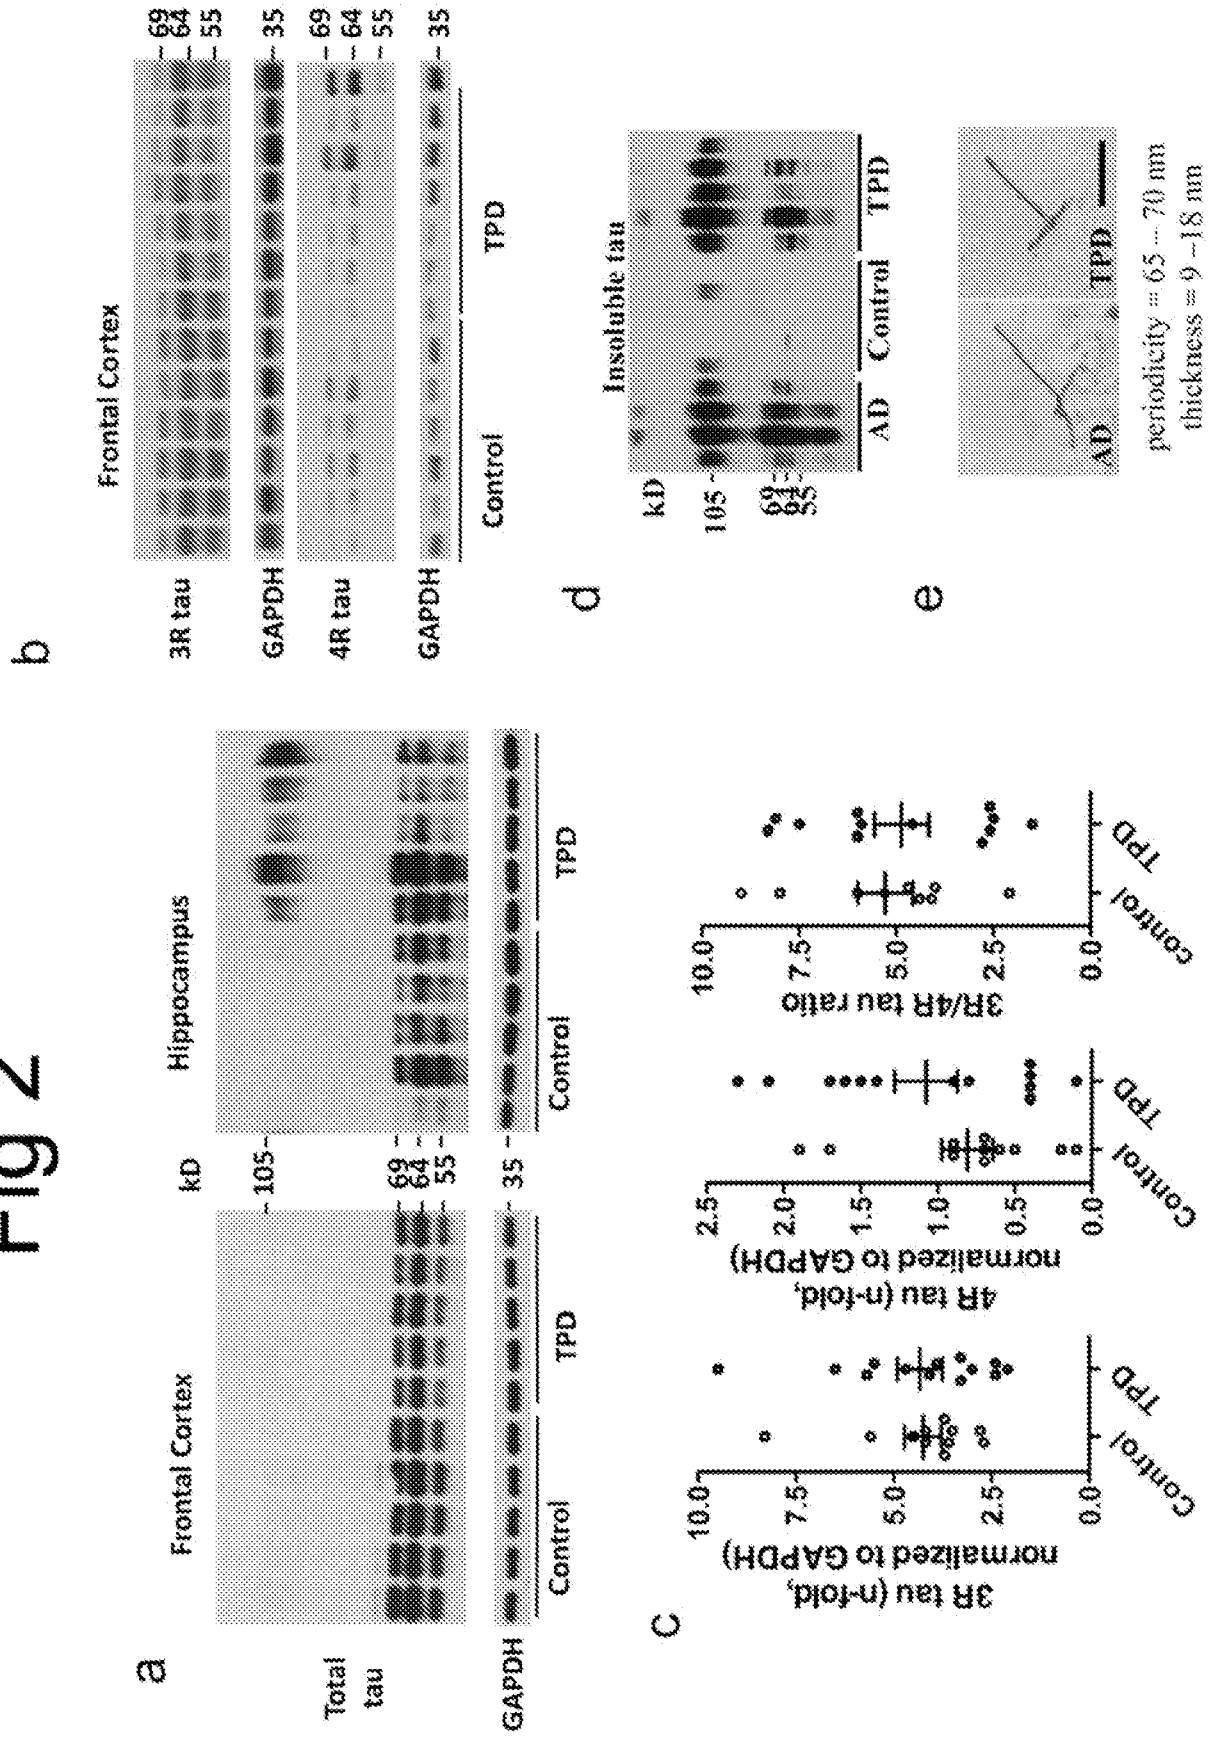 Fig 2
a
Frontal Cortex
kD
Hippocampus
Total
tau
105
69
64
55
GAPDH
35
Control
TPD
Control
TPD
b
Frontal Cortex
3R tau
69
64
55
GAPDH
35
4R tau
69
64
55
GAPDH
35
Control
TPD
c
3R tau (n-fold,
normalized to GAPDH)
10.0
7.5
5.0
2.5
0.0
Control
TPD
4R tau (n-fold,
normalized to GAPDH)
2.5
2.0
1.5
1.0
0.5
0.0
Control
TPD
3R/4R tau ratio
10.0
7.5
5.0
2.5
0.0
control
TPD
d
Insoluble tau
kD
105
69
64
55
AD
Control
TPD
e
AD
TPD
periodicity = 65 – 70 nm
thickness = 9 –18 nm